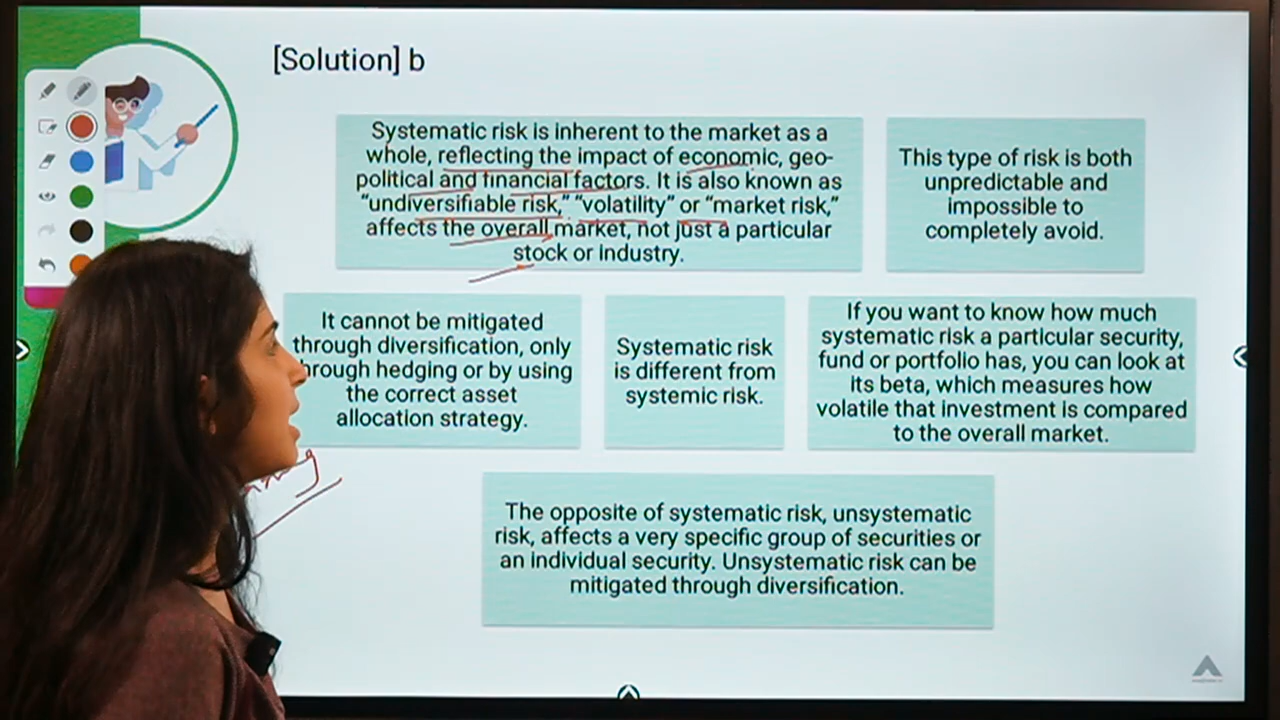 [Solution] b
Systematic risk is inherent to the market as a
whole, reflecting the impact of economic, geo-
political and financial factors. It is also known as
“undiversifiable risk,” “volatility” or “market risk,”
affects the overall market, not just a particular
stock or industry.
This type of risk is both
unpredictable and
impossible to
completely avoid.
It cannot be mitigated
through diversification, only
hrough hedging or by using
the correct asset
allocation strategy.
Systematic risk
is different from
systemic risk.
If you want to know how much
systematic risk a particular security,
fund or portfolio has, you can look at
its beta, which measures how
volatile that investment is compared
to the overall market.
The opposite of systematic risk, unsystematic
risk, affects a very specific group of securities or
an individual security. Unsystematic risk can be
mitigated through diversification.